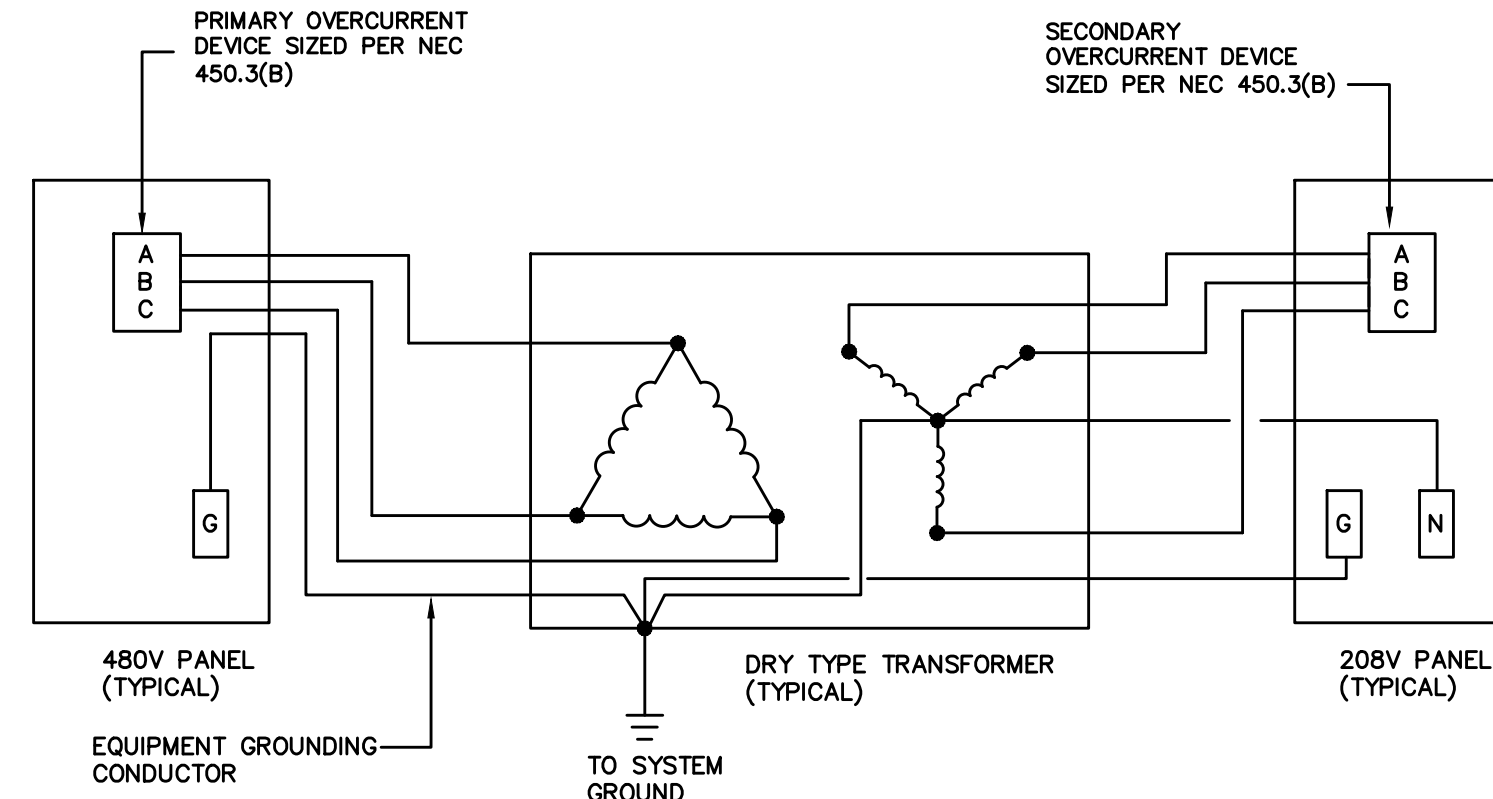 PRIMARY OVERCURRENT
DEVICE SIZED PER NEC
450.3(B)
SECONDARY
OVERCURRENT DEVICE
SIZED PER NEC 450.3(B)
A
B
C
G
A
B
C
G
N
480V PANEL
(TYPICAL)
DRY TYPE TRANSFORMER
(TYPICAL)
208V PANEL
(TYPICAL)
EQUIPMENT GROUNDING
CONDUCTOR
TO SYSTEM
GROUND